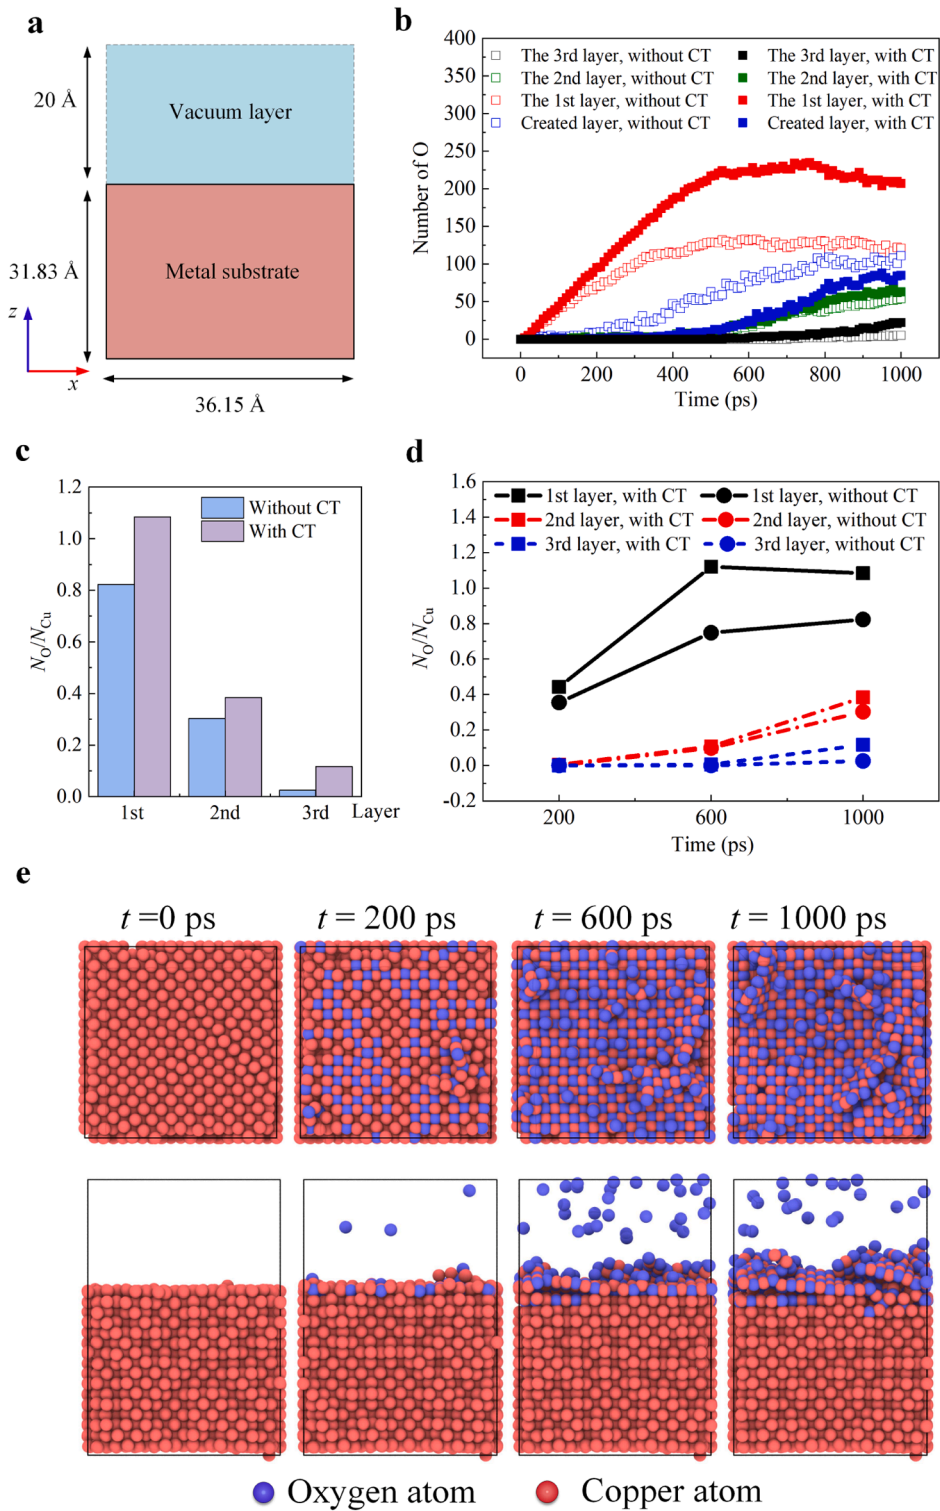 a
20 Å
Vacuum layer
31.83 Å
Metal substrate
z
x
36.15 Å
b
400
350
300
250
200
150
100
50
0
Number of O
The 3rd layer, without CT
The 3rd layer, with CT
The 2nd layer, without CT
The 2nd layer, with CT
The 1st layer, without CT
The 1st layer, with CT
Created layer, without CT
Created layer, with CT
0 200 400 600 800 1000
Time (ps)
c
1.2
1.0
0.8
0.6
0.4
0.2
0.0
N_O/N_Cu
Without CT
With CT
1st 2nd 3rd Layer
d
1.6
1.4
1.2
1.0
0.8
0.6
0.4
0.2
0.0
-0.2
N_O/N_Cu
1st layer, with CT
1st layer, without CT
2nd layer, with CT
2nd layer, without CT
3rd layer, with CT
3rd layer, without CT
200 600 1000
Time (ps)
e
t =0 ps t = 200 ps t = 600 ps t = 1000 ps
Oxygen atom Copper atom